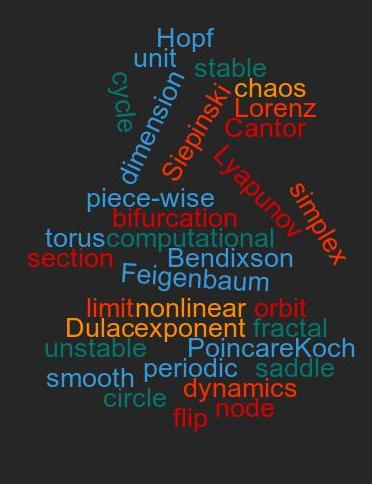 Hopf
unit
stable
cycle
dimension
Siepinski
chaos
Lorenz
Cantor
Lyapunov
simplex
piece-wise
bifurcation
torus computational
section Bendixson
Feigenbaum
limit nonlinear orbit
Dulac exponent fractal
unstable Poincare Koch
smooth periodic saddle
circle dynamics
flip node